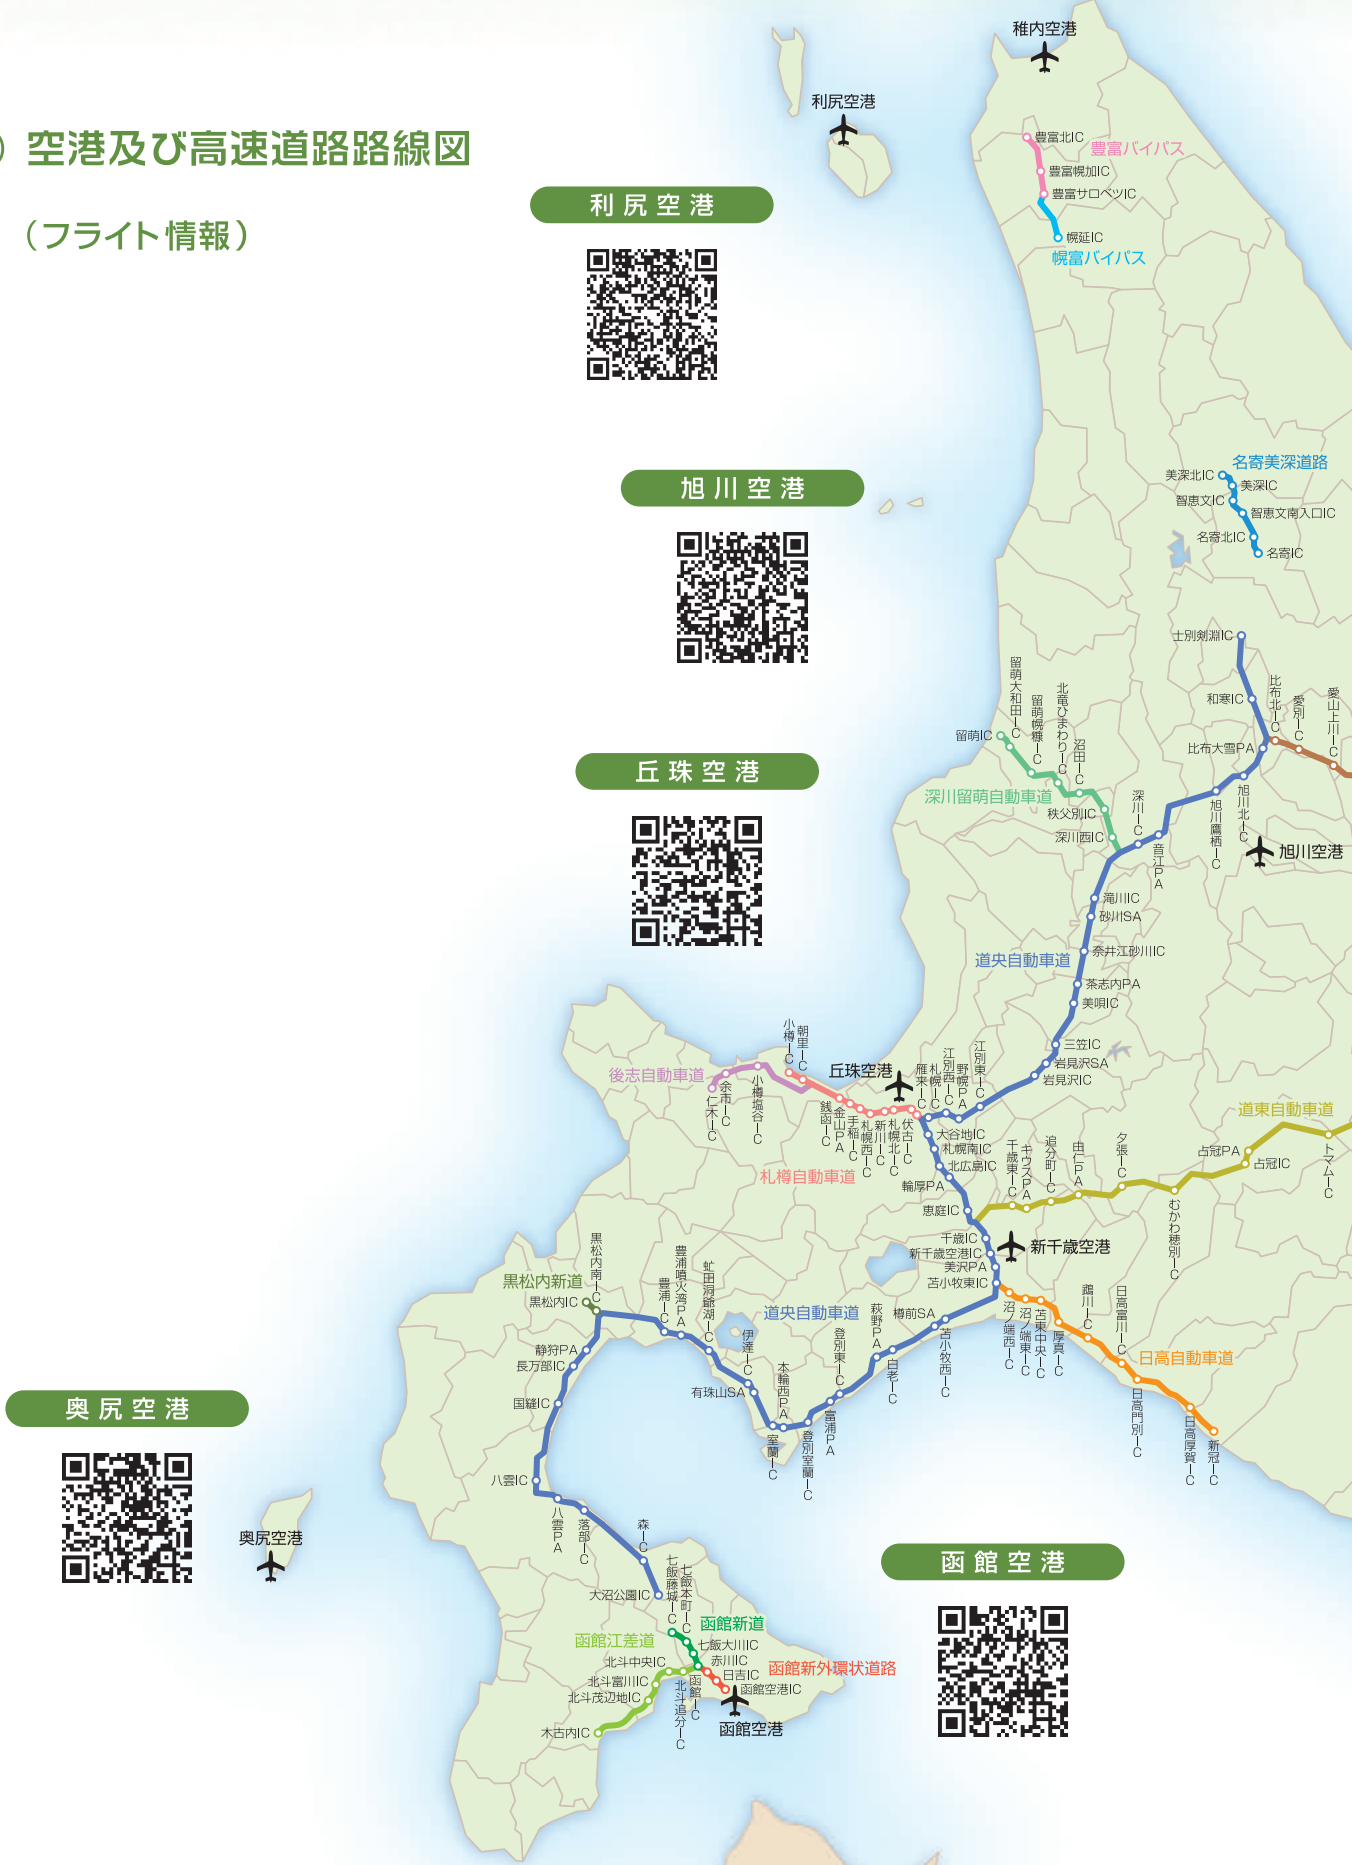 空港及び高速道路路線図
（フライト情報）
稚内空港
利尻空港
利尻空港
豊富北IC
豊富バイパス
豊富幌加IC
豊富サロベツIC
幌延IC
幌富バイパス
旭川空港
名寄美深道路
美深北IC
美深IC
智恵文IC
智恵文南入口IC
名寄北IC
名寄IC
士別剣淵IC
和寒IC
比布北IC
愛別IC
愛山上川IC
比布大雪PA
旭川北IC
旭川鷹栖IC
旭川空港
留萌大和田IC
留萌幌糠IC
北竜ひまわりIC
沼田IC
留萌IC
深川留萌自動車道
秩父別IC
深川西IC
深川IC
音江PA
丘珠空港
滝川IC
砂川SA
奈井江砂川IC
道央自動車道
茶志内PA
美唄IC
三笠IC
岩見沢SA
岩見沢IC
小樽IC
朝里IC
後志自動車道
余市IC
仁木IC
小樽塩谷IC
丘珠空港
雁来IC
札幌IC
江別西IC
野幌PA
江別東IC
銭函IC
金山PA
手稲IC
札幌西IC
新川IC
札幌北IC
伏古IC
札樽自動車道
大谷地IC
札幌南IC
北広島IC
輪厚PA
恵庭IC
道東自動車道
千歳東IC
キウスPA
追分町IC
由仁PA
夕張IC
むかわ穂別IC
占冠PA
占冠IC
トマムIC
千歳IC
新千歳空港IC
新千歳空港
美沢PA
苫小牧東IC
黒松内新道
黒松内南IC
黒松内IC
豊浦IC
豊浦噴火湾PA
虻田洞爺湖IC
道央自動車道
伊達IC
有珠山SA
本輪西PA
室蘭IC
登別室蘭IC
登別東IC
富浦PA
萩野PA
白老IC
樽前SA
苫小牧西IC
沼ノ端西IC
沼ノ端東IC
苫東中央IC
厚真IC
鵡川IC
日高富川IC
日高自動車道
日高門別IC
日高厚賀IC
新冠IC
静狩PA
長万部IC
国縫IC
八雲IC
八雲PA
落部IC
森IC
大沼公園IC
奥尻空港
奥尻空港
函館空港
七飯藤城IC
七飯本町IC
函館新道
七飯大川IC
函館江差道
赤川IC
函館新外環状道路
日吉IC
函館空港IC
北斗中央IC
北斗富川IC
北斗茂辺地IC
北斗追分IC
函館IC
木古内IC
函館空港